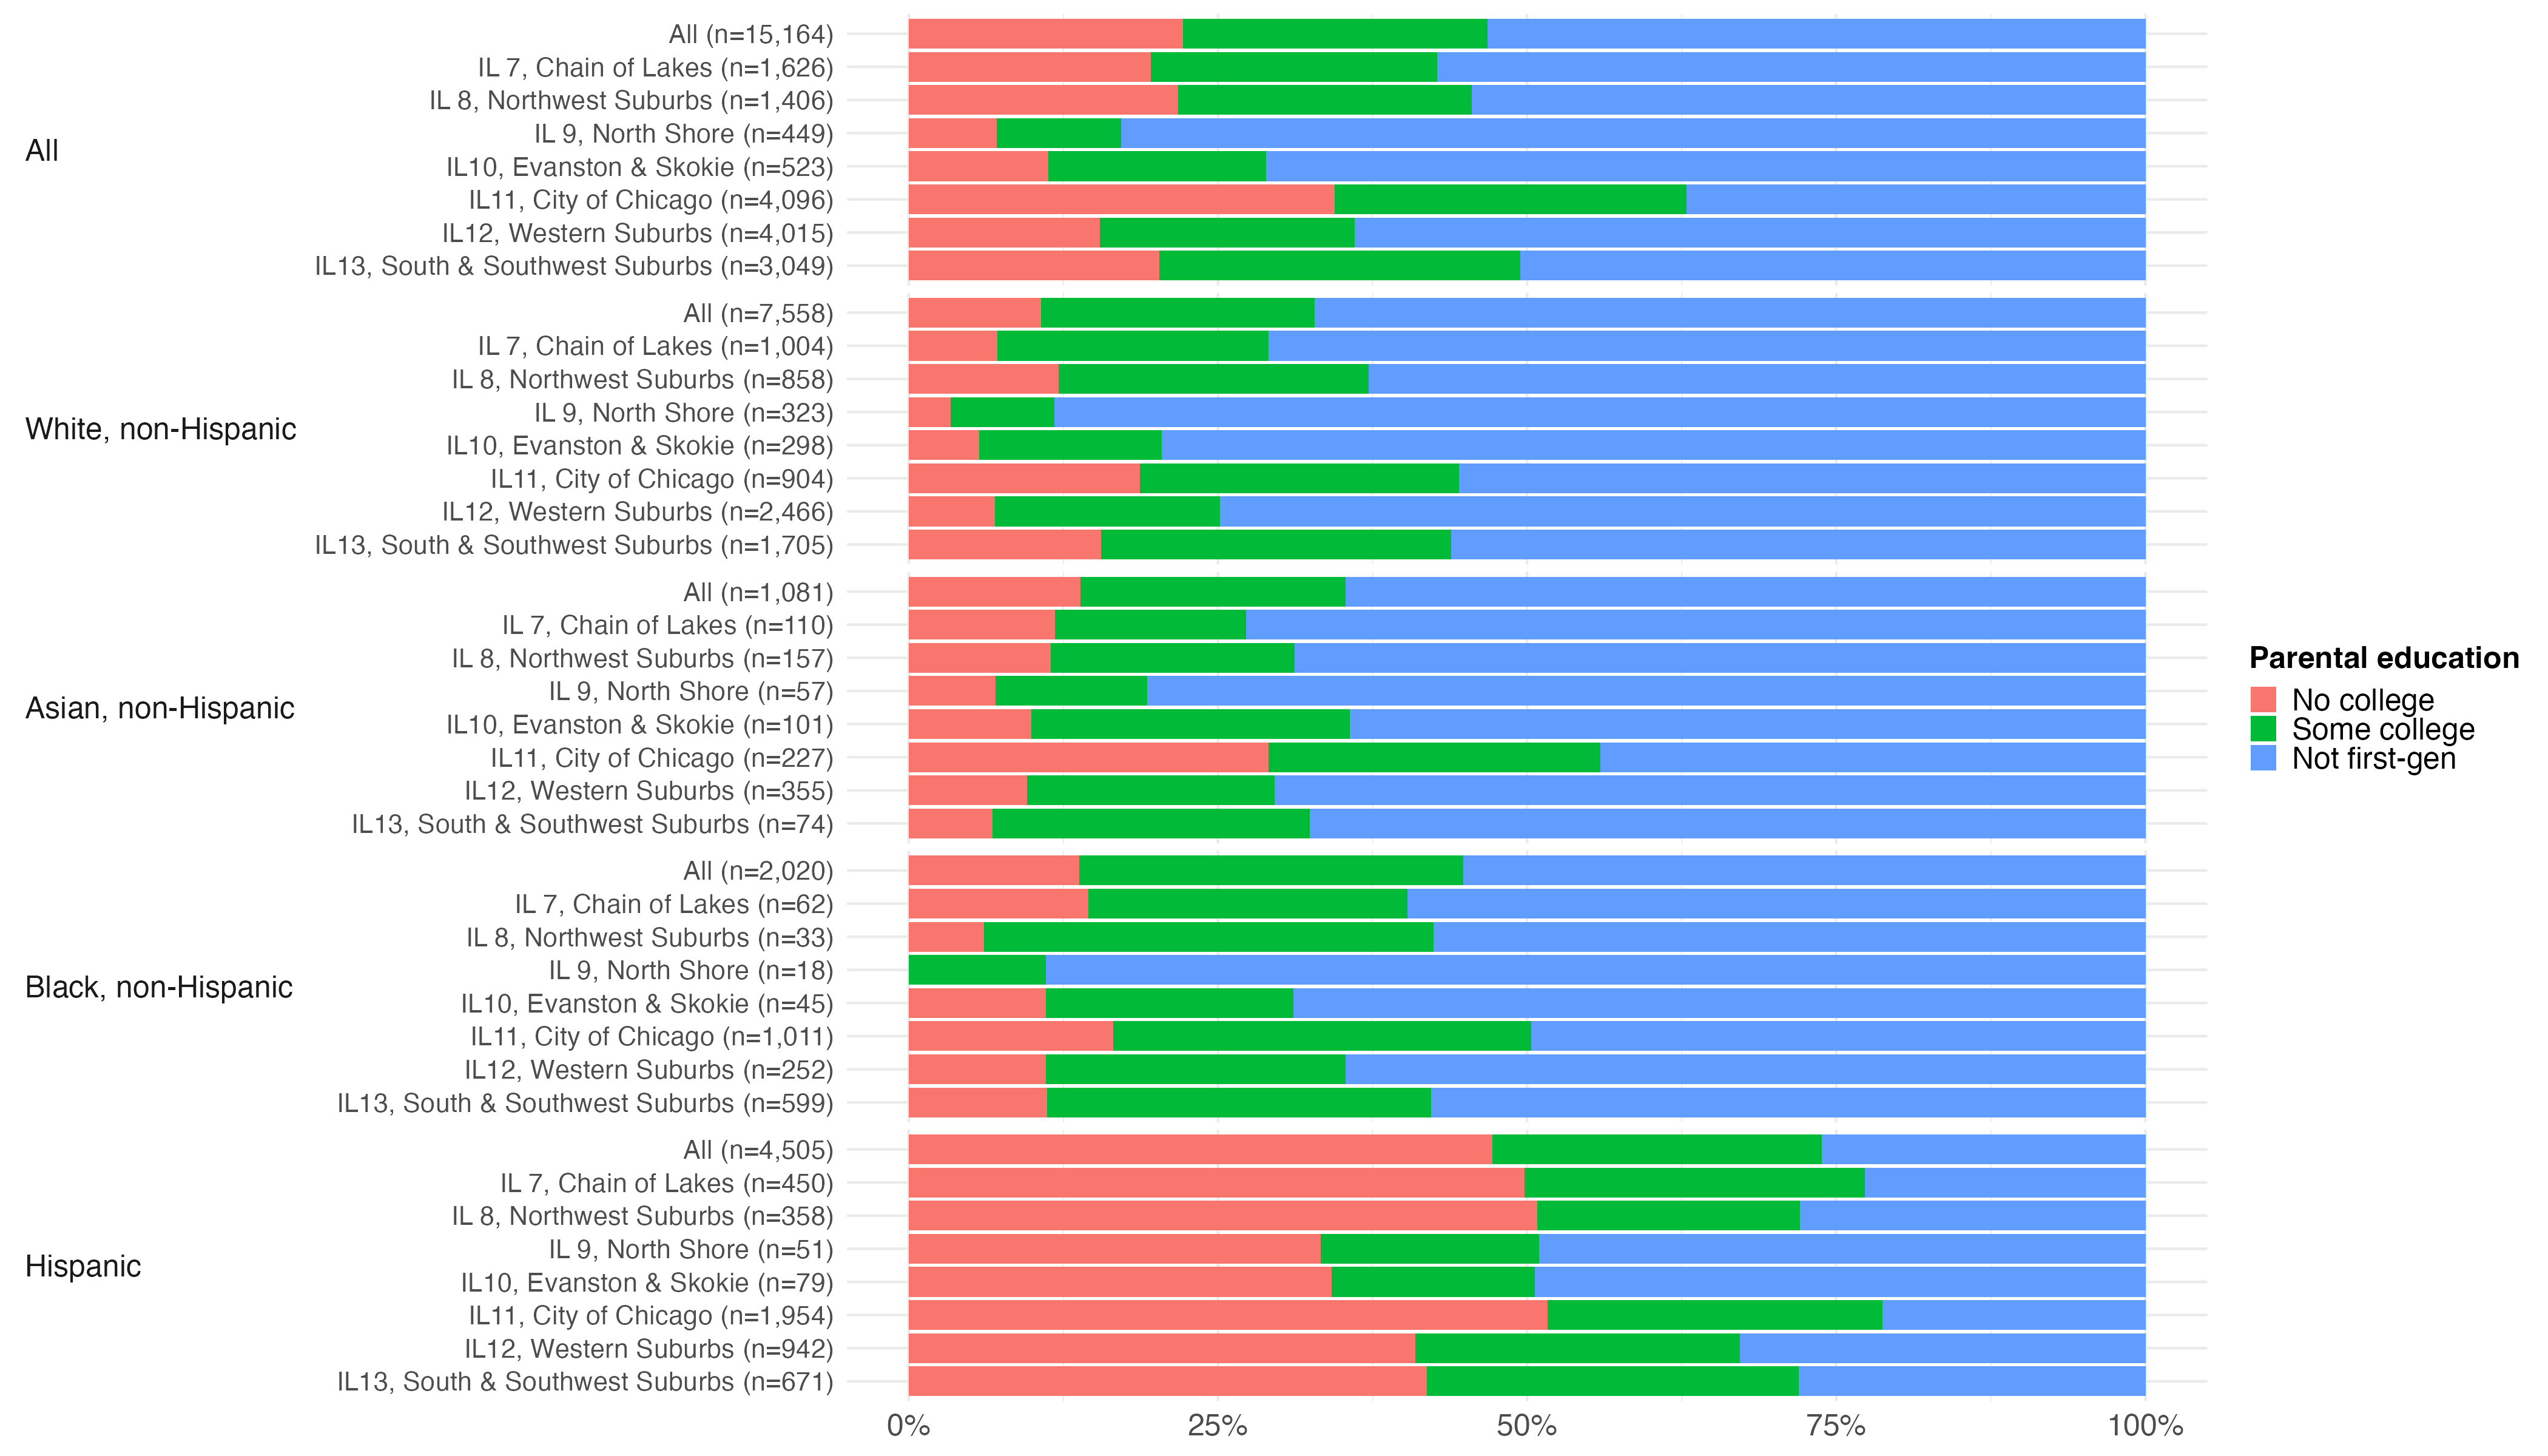 All
All (n=15,164)
IL 7, Chain of Lakes (n=1,626)
IL 8, Northwest Suburbs (n=1,406)
IL 9, North Shore (n=449)
IL10, Evanston & Skokie (n=523)
IL11, City of Chicago (n=4,096)
IL12, Western Suburbs (n=4,015)
IL13, South & Southwest Suburbs (n=3,049)
White, non-Hispanic
All (n=7,558)
IL 7, Chain of Lakes (n=1,004)
IL 8, Northwest Suburbs (n=858)
IL 9, North Shore (n=323)
IL10, Evanston & Skokie (n=298)
IL11, City of Chicago (n=904)
IL12, Western Suburbs (n=2,466)
IL13, South & Southwest Suburbs (n=1,705)
Asian, non-Hispanic
All (n=1,081)
IL 7, Chain of Lakes (n=110)
IL 8, Northwest Suburbs (n=157)
IL 9, North Shore (n=57)
IL10, Evanston & Skokie (n=101)
IL11, City of Chicago (n=227)
IL12, Western Suburbs (n=355)
IL13, South & Southwest Suburbs (n=74)
Black, non-Hispanic
All (n=2,020)
IL 7, Chain of Lakes (n=62)
IL 8, Northwest Suburbs (n=33)
IL 9, North Shore (n=18)
IL10, Evanston & Skokie (n=45)
IL11, City of Chicago (n=1,011)
IL12, Western Suburbs (n=252)
IL13, South & Southwest Suburbs (n=599)
Hispanic
All (n=4,505)
IL 7, Chain of Lakes (n=450)
IL 8, Northwest Suburbs (n=358)
IL 9, North Shore (n=51)
IL10, Evanston & Skokie (n=79)
IL11, City of Chicago (n=1,954)
IL12, Western Suburbs (n=942)
IL13, South & Southwest Suburbs (n=671)
0% 25% 50% 75% 100%
Parental education
No college
Some college
Not first-gen